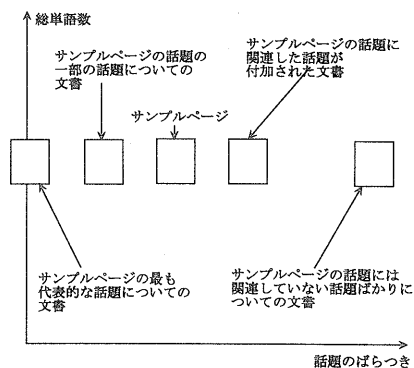 総単語数
サンプルページの話題の
一部の話題についての
文書
サンプルページ
サンプルページの話題に
関連した話題が
付加された文書
サンプルページの最も
代表的な話題についての
文書
サンプルページの話題には
関連していない話題ばかりに
ついての文書
話題のばらつき